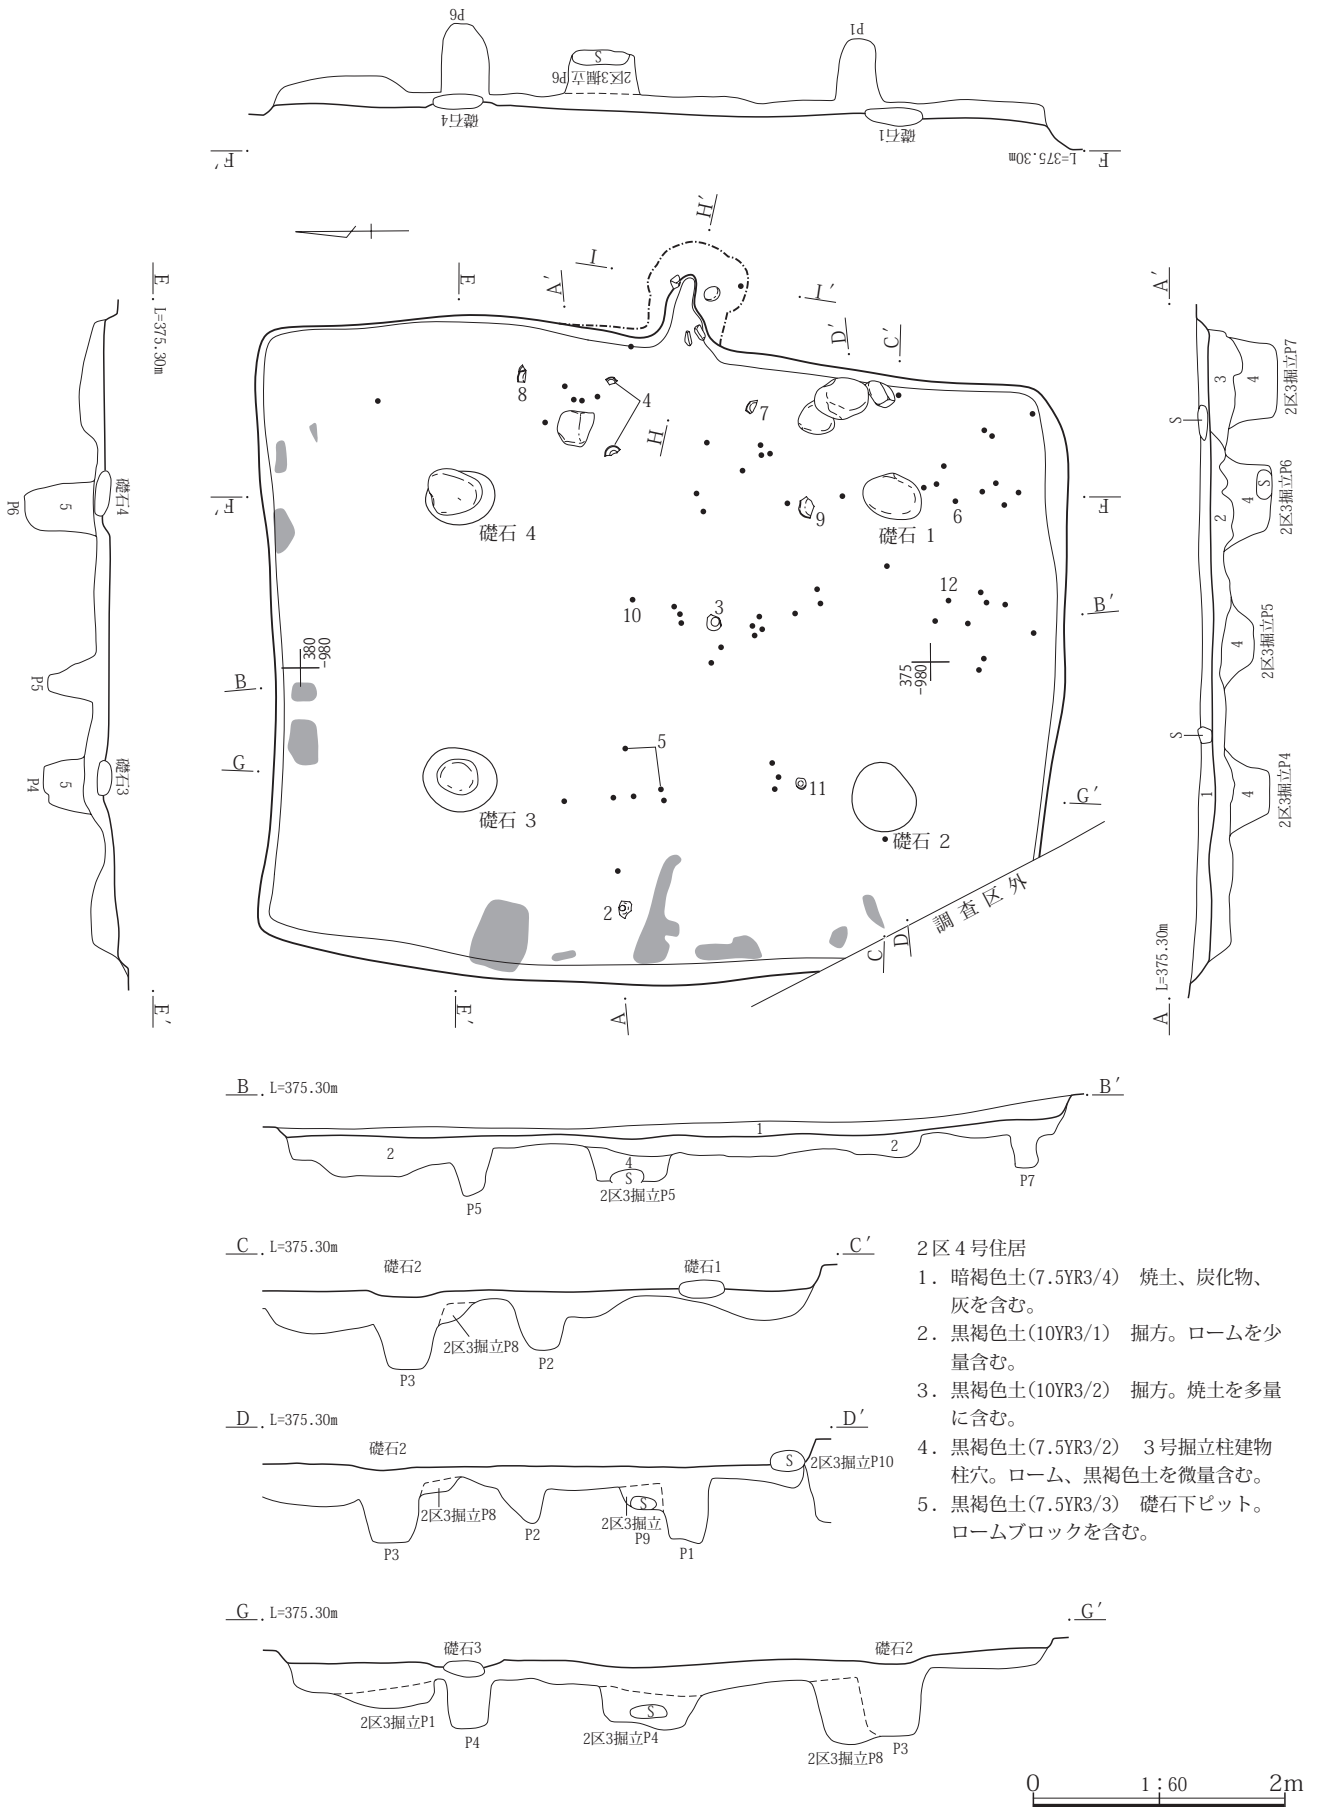 P6
P1
S
2区3掘立P6
礎石4
礎石1
F′
L=375.30m
F
H′
I
A′
E
I′
D′
C′
E
L=375.30m
A′
8
4
7
H
F′
F
9
6
礎石 4
礎石 1
P6
5
礎石4
S
3
4
2区3掘立P7
S
4
2
2区3掘立P6
10
3
12
B′
380
-980
375
-980
B
P5
4
2区3掘立P5
G
5
11
G′
P4
5
礎石3
S
1
4
2区3掘立P4
礎石 3
礎石 2
2
調査区外
C
D
E′
E′
A
A
L=375.30m
B
L=375.30m
B′
1
2
4
2
S
P5
2区3掘立P5
P7
C
L=375.30m
C′
礎石2
礎石1
2区3掘立P8
P3
P2
D
L=375.30m
D′
礎石2
S
2区3掘立P10
2区3掘立P8
S
2区3掘立
P9
P3
P2
P1
G
L=375.30m
G′
礎石3
礎石2
2区3掘立P1
S
P4
2区3掘立P4
2区3掘立P8
P3
2区4号住居
1．暗褐色土(7.5YR3/4)　焼土、炭化物、
灰を含む。
2．黒褐色土(10YR3/1)　掘方。ロームを少
量含む。
3．黒褐色土(10YR3/2)　掘方。焼土を多量
に含む。
4．黒褐色土(7.5YR3/2)　3号掘立柱建物
柱穴。ローム、黒褐色土を微量含む。
5．黒褐色土(7.5YR3/3)　礎石下ピット。
ロームブロックを含む。
0
1：60
2m